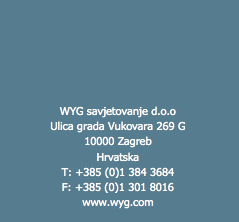 WYG savjetovanje d.o.o
Ulica grada Vukovara 269 G
10000 Zagreb
Hrvatska
T: +385 (0)1 384 3684
F: +385 (0)1 301 8016
www.wyg.com